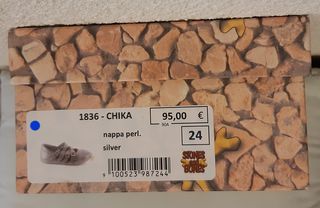 1836 - CHIKA
95,00 €
nappa perl.
24
silver
STONES
and
BONES
9 100523 987244